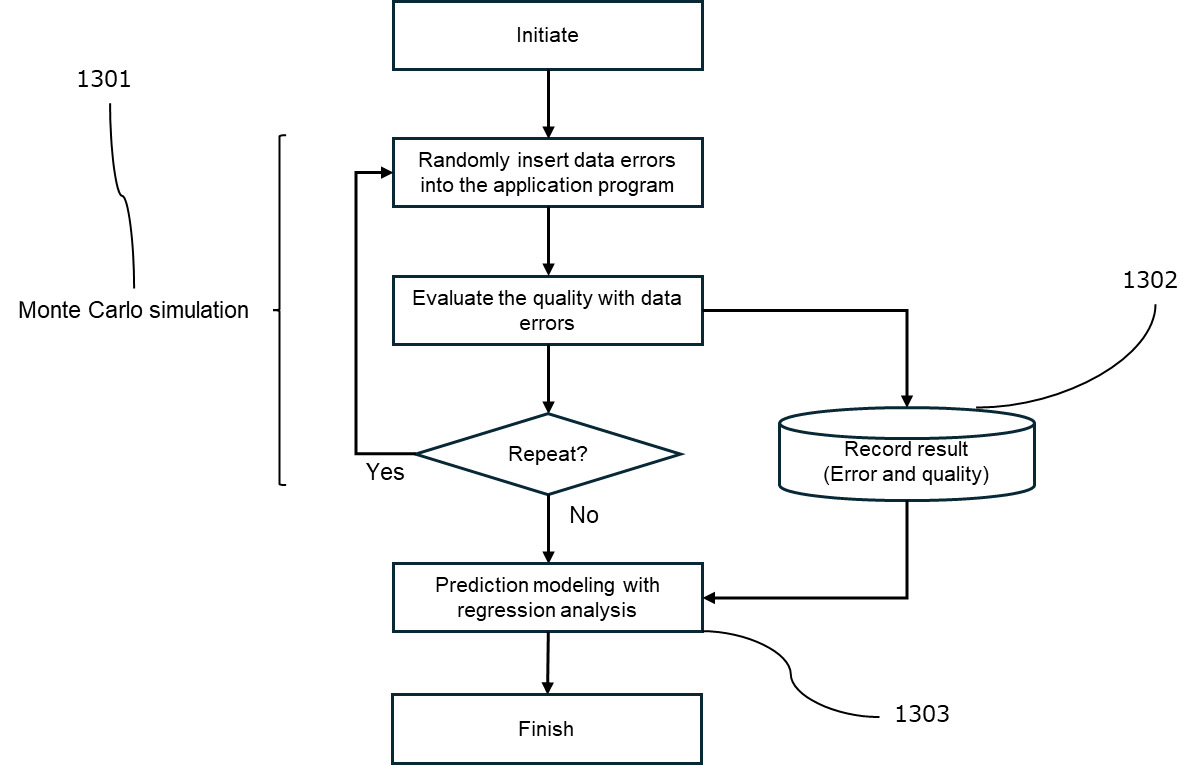 Initiate
1301
Randomly insert data errors
into the application program
Evaluate the quality with data
errors
1302
Monte Carlo simulation
Repeat?
Record result
(Error and quality)
Yes
No
Prediction modeling with
regression analysis
1303
Finish